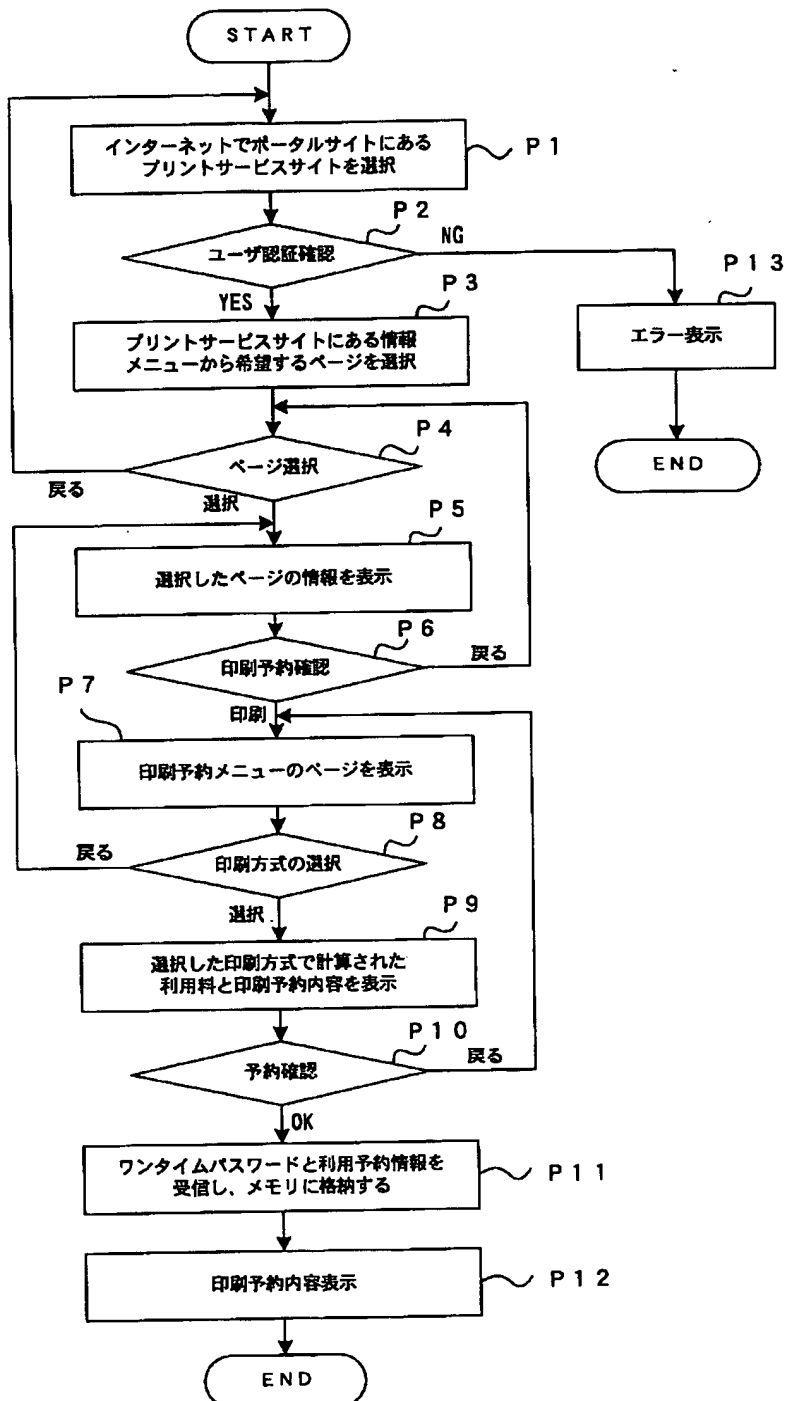 START
インターネットでポータルサイトにある
プリントサービスサイトを選択
P1
P2
ユーザ認証確認
NG
YES
P3
P13
プリントサービスサイトにある情報
メニューから希望するページを選択
エラー表示
P4
ページ選択
戻る
選択
END
P5
選択したページの情報を表示
P6
印刷予約確認
戻る
P7
印刷
印刷予約メニューのページを表示
P8
戻る
印刷方式の選択
選択
P9
選択した印刷方式で計算された
利用料と印刷予約内容を表示
P10
予約確認
戻る
OK
ワンタイムパスワードと利用予約情報を
受信し、メモリに格納する
P11
印刷予約内容表示
P12
END